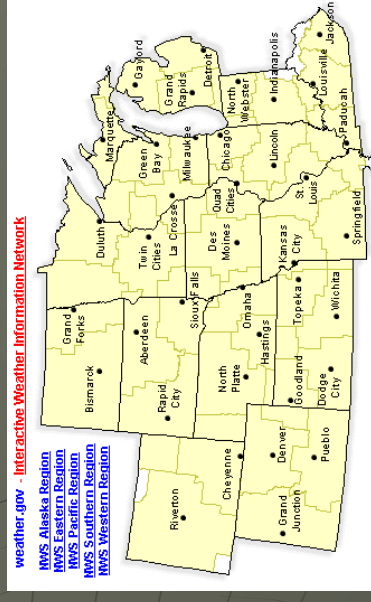 weather.gov - Interactive Weather Information Network
NWS Alaska Region
NWS Eastern Region
NWS Pacific Region
NWS Southern Region
NWS Western Region
Grand
Forks
Bismarck
Duluth
Marquette
Gaylord
Twin
Cities
Green
Bay
Grand
Rapids
Detroit
Aberdeen
Rapid
City
La Crosse
Milwaukee
Sioux Falls
Riverton
North
Platte
Omaha
Des
Moines
Quad
Cities
Chicago
North
Webster
Indianapolis
Cheyenne
Hastings
Lincoln
Louisville
Jackson
Grand
Junction
Denver
Pueblo
Goodland
Topeka
Kansas
City
St.
Louis
Paducah
Dodge
City
Wichita
Springfield